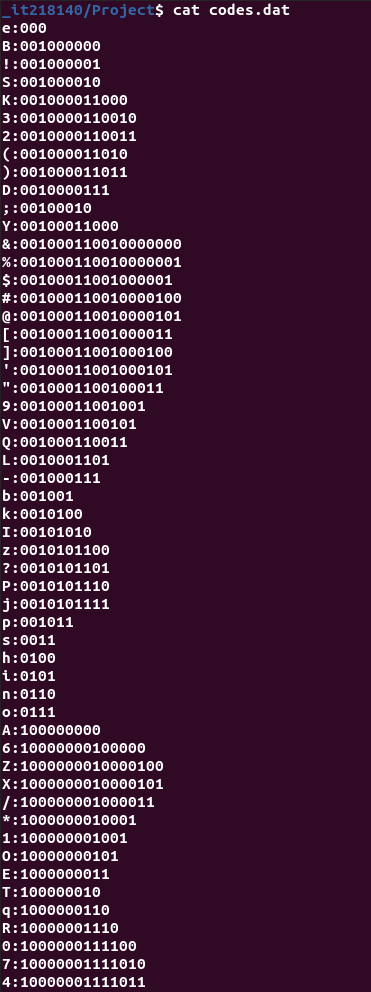 _it218140/Project$ cat codes.dat
e:000
B:001000000
!:001000001
S:001000010
K:001000011000
3:0010000110010
2:0010000110011
(:001000011010
):001000011011
D:0010000111
;:00100010
Y:00100011000
&:001000110010000000
%:001000110010000001
$:00100011001000001
#:001000110010000100
@:001000110010000101
[:00100011001000011
]:00100011001000100
':00100011001000101
":0010001100100011
9:00100011001001
V:0010001100101
Q:001000110011
L:0010001101
-:001000111
b:001001
k:0010100
I:00101010
z:0010101100
?:0010101101
P:0010101110
j:0010101111
p:001011
s:0011
h:0100
i:0101
n:0110
o:0111
A:100000000
6:10000000100000
Z:1000000010000100
X:1000000010000101
/:100000001000011
*:1000000010001
1:100000001001
O:10000000101
E:1000000011
T:100000010
q:1000000110
R:10000001110
0:1000000111100
7:10000001111010
4:10000001111011